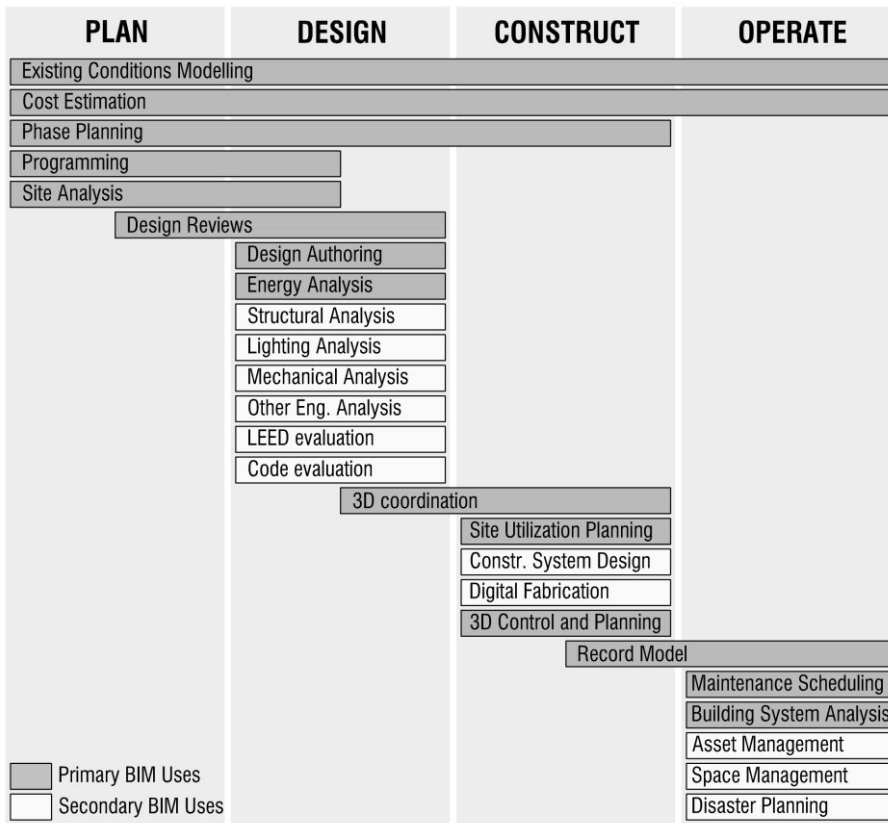 PLAN DESIGN CONSTRUCT OPERATE
Existing Conditions Modelling
Cost Estimation
Phase Planning
Programming
Site Analysis
Design Reviews
Design Authoring
Energy Analysis
Structural Analysis
Lighting Analysis
Mechanical Analysis
Other Eng. Analysis
LEED evaluation
Code evaluation
3D coordination
Site Utilization Planning
Constr. System Design
Digital Fabrication
3D Control and Planning
Record Model
Maintenance Scheduling
Building System Analysis
Asset Management
Space Management
Disaster Planning
Primary BIM Uses
Secondary BIM Uses